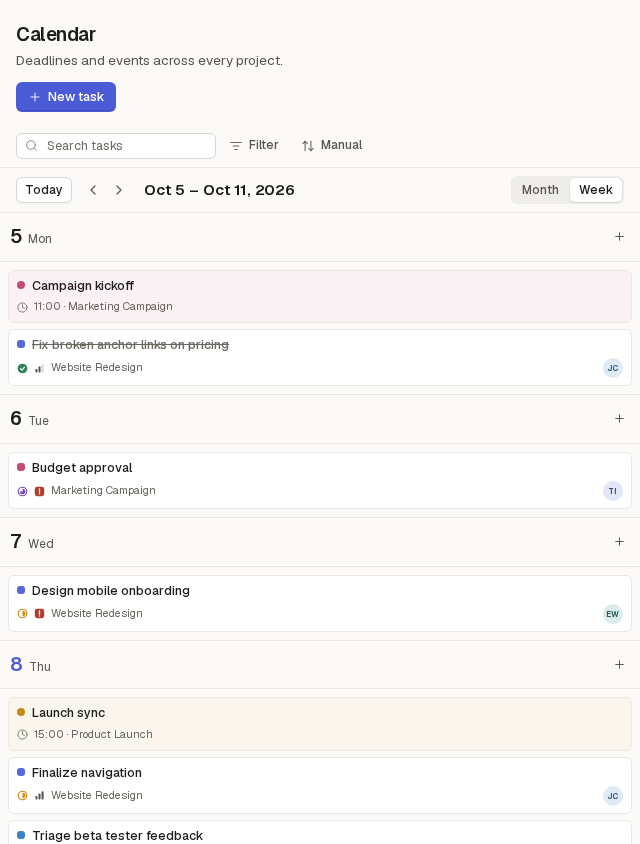 Calendar
Deadlines and events across every project.
New task
Search tasks
Filter
Manual
Today
Oct 5 – Oct 11, 2026
Month
Week
5 Mon
Campaign kickoff
11:00 · Marketing Campaign
Fix broken anchor links on pricing
Website Redesign
JC
6 Tue
Budget approval
Marketing Campaign
TI
7 Wed
Design mobile onboarding
Website Redesign
EW
8 Thu
Launch sync
15:00 · Product Launch
Finalize navigation
Website Redesign
JC
Triage beta tester feedback